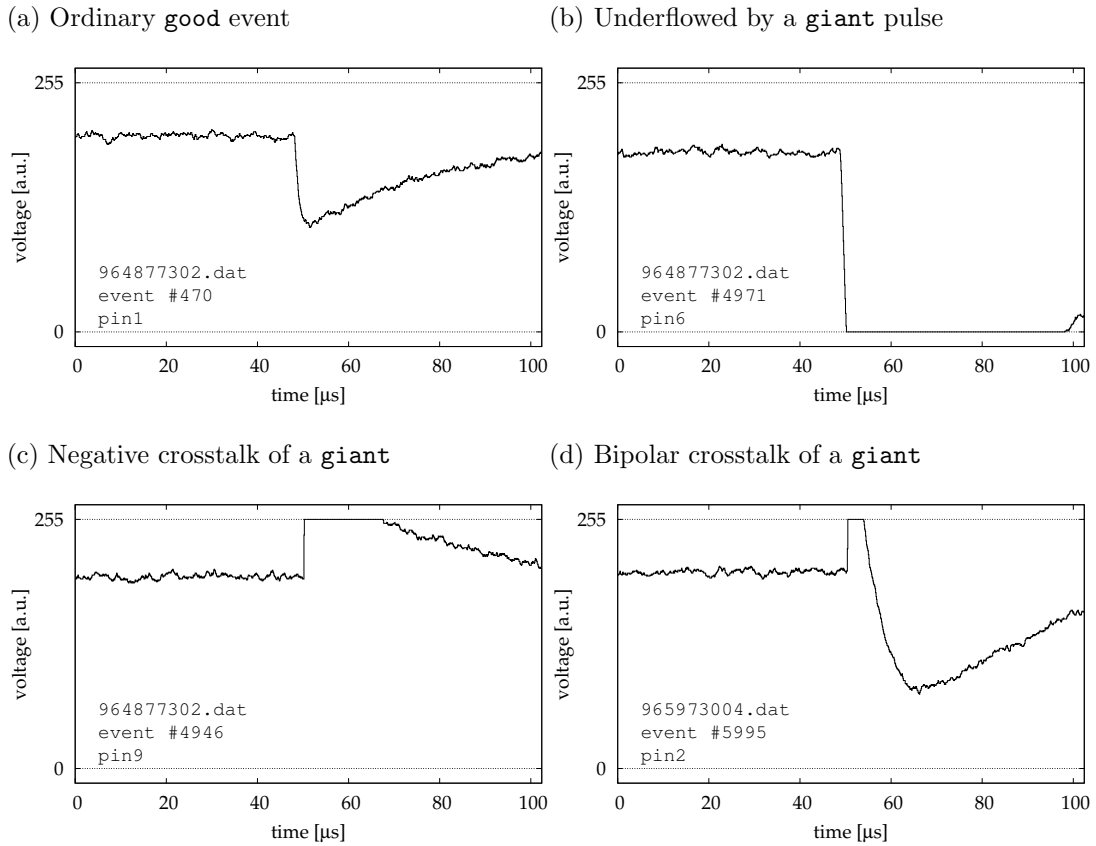 (a) Ordinary good event
255
0
voltage [a.u.]
964877302.dat
event #470
pin1
0 20 40 60 80 100
time [µs]
(b) Underflowed by a giant pulse
255
0
voltage [a.u.]
964877302.dat
event #4971
pin6
0 20 40 60 80 100
time [µs]
(c) Negative crosstalk of a giant
255
0
voltage [a.u.]
964877302.dat
event #4946
pin9
0 20 40 60 80 100
time [µs]
(d) Bipolar crosstalk of a giant
255
0
voltage [a.u.]
965973004.dat
event #5995
pin2
0 20 40 60 80 100
time [µs]